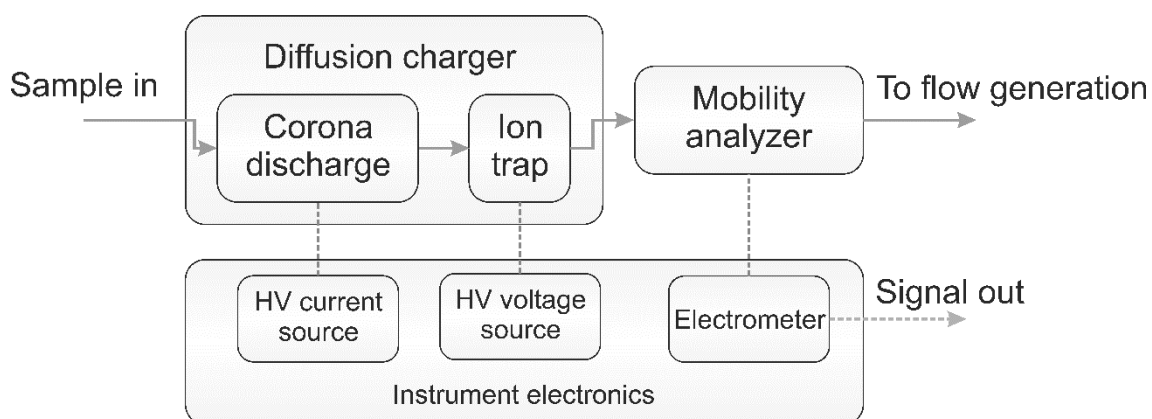 Diffusion charger
Sample in
Corona
discharge
Ion
trap
Mobility
analyzer
To flow generation
HV current
source
HV voltage
source
Electrometer
Signal out
Instrument electronics